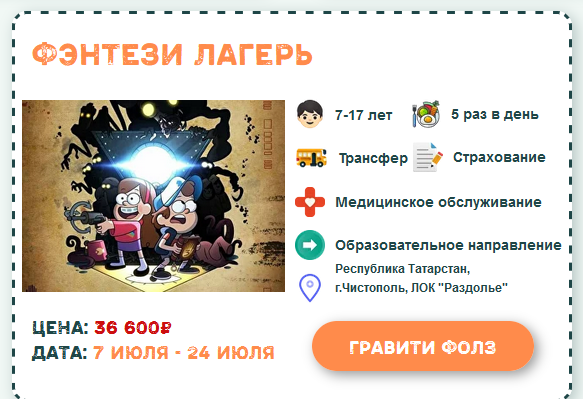 ФЭНТЕЗИ ЛАГЕРЬ
7-17 лет
5 раз в день
Трансфер
Страхование
Медицинское обслуживание
Образовательное направление
Республика Татарстан,
г.Чистополь, ЛОК "Раздолье"
ЦЕНА: 36 600₽
ДАТА: 7 ИЮЛЯ - 24 ИЮЛЯ
ГРАВИТИ ФОЛЗ